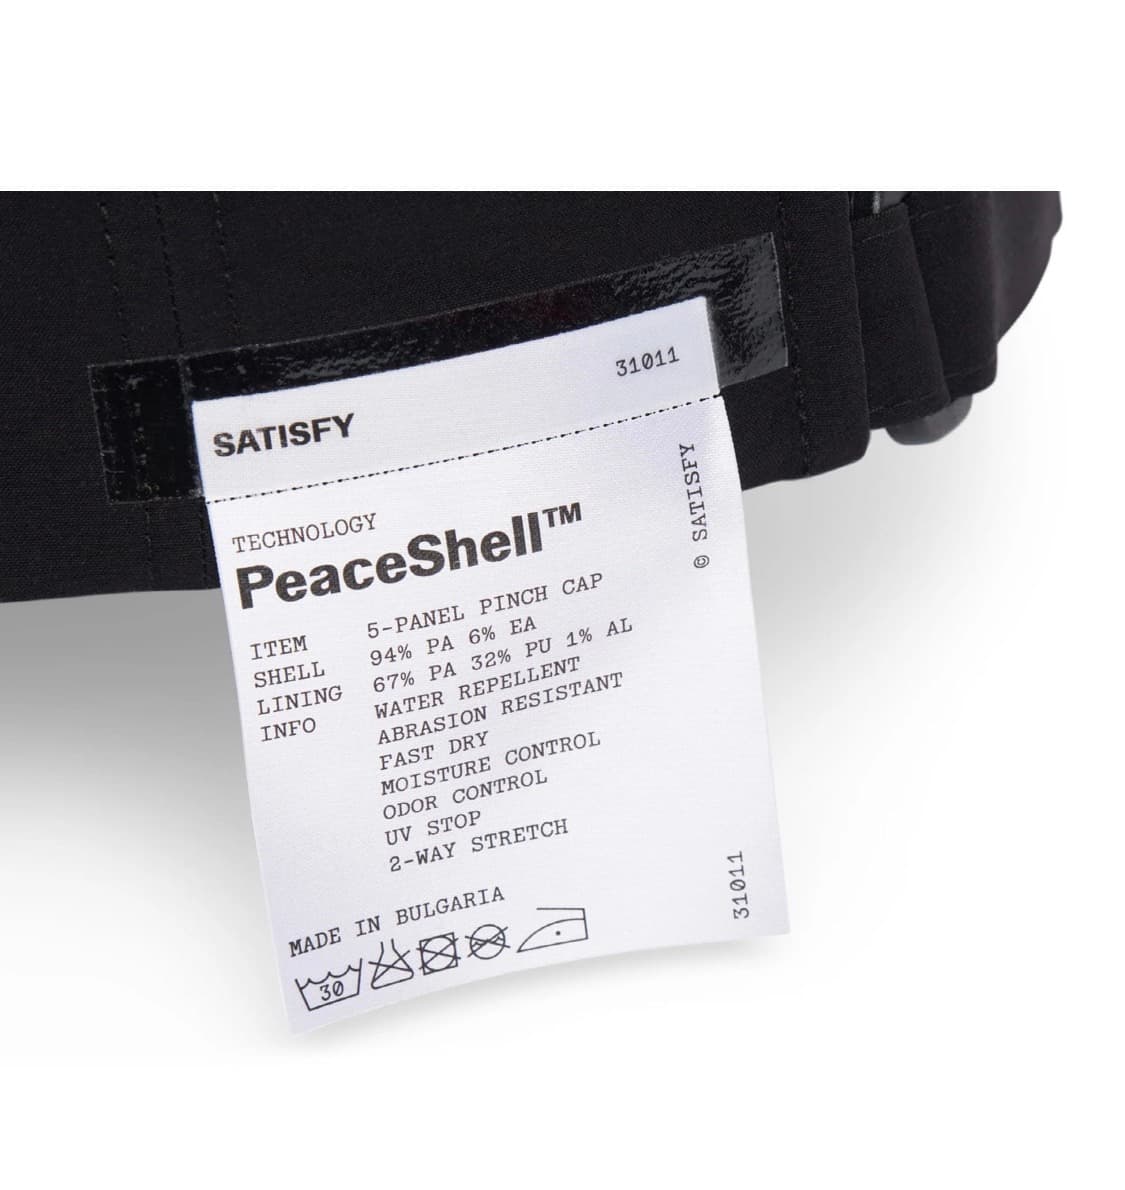 31011
SATISFY
© SATISFY
TECHNOLOGY
PeaceShell™
ITEM 5-PANEL PINCH CAP
SHELL 94% PA 6% EA
LINING 67% PA 32% PU 1% AL
INFO WATER REPELLENT
ABRASION RESISTANT
FAST DRY
MOISTURE CONTROL
ODOR CONTROL
UV STOP
2-WAY STRETCH
MADE IN BULGARIA
30
31011